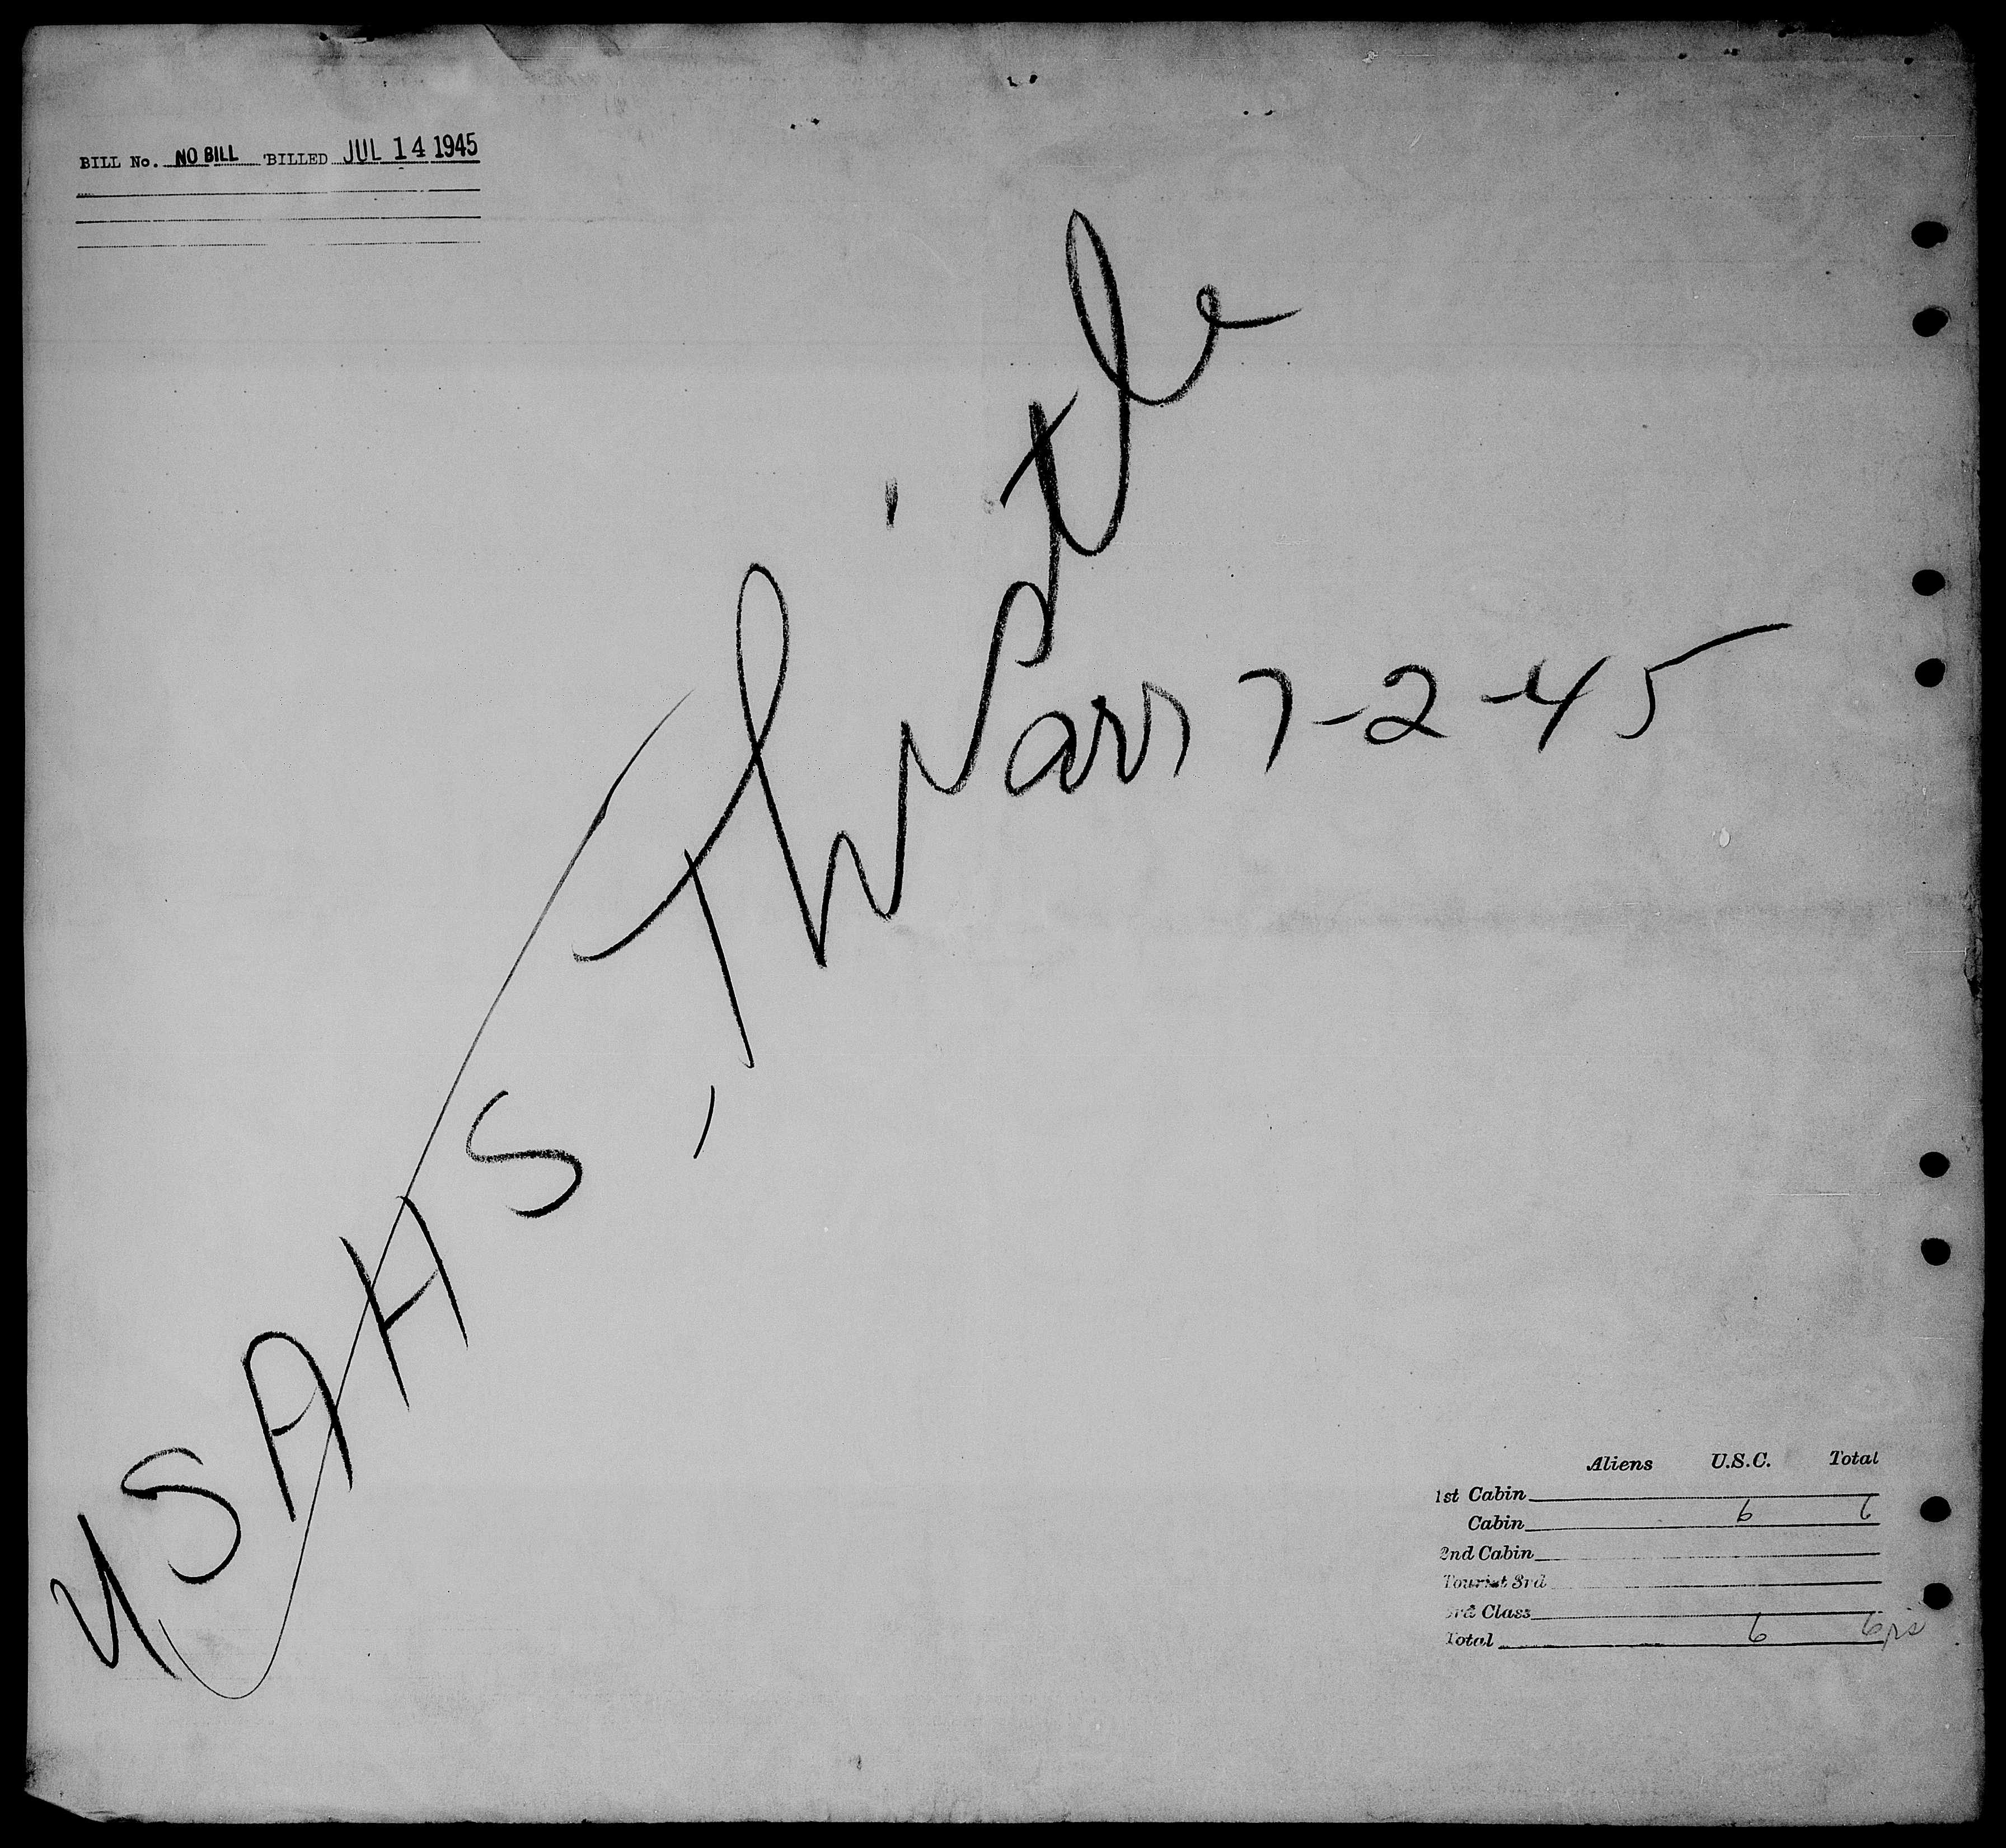 BILL No. NO BILL BILLED JUL 14 1945
USAHS, Thistle
arr 7-2-45
Aliens U.S.C. Total
1st Cabin
Cabin 6 6
2nd Cabin
Tourist 3rd
3rd Class
Total 6 6